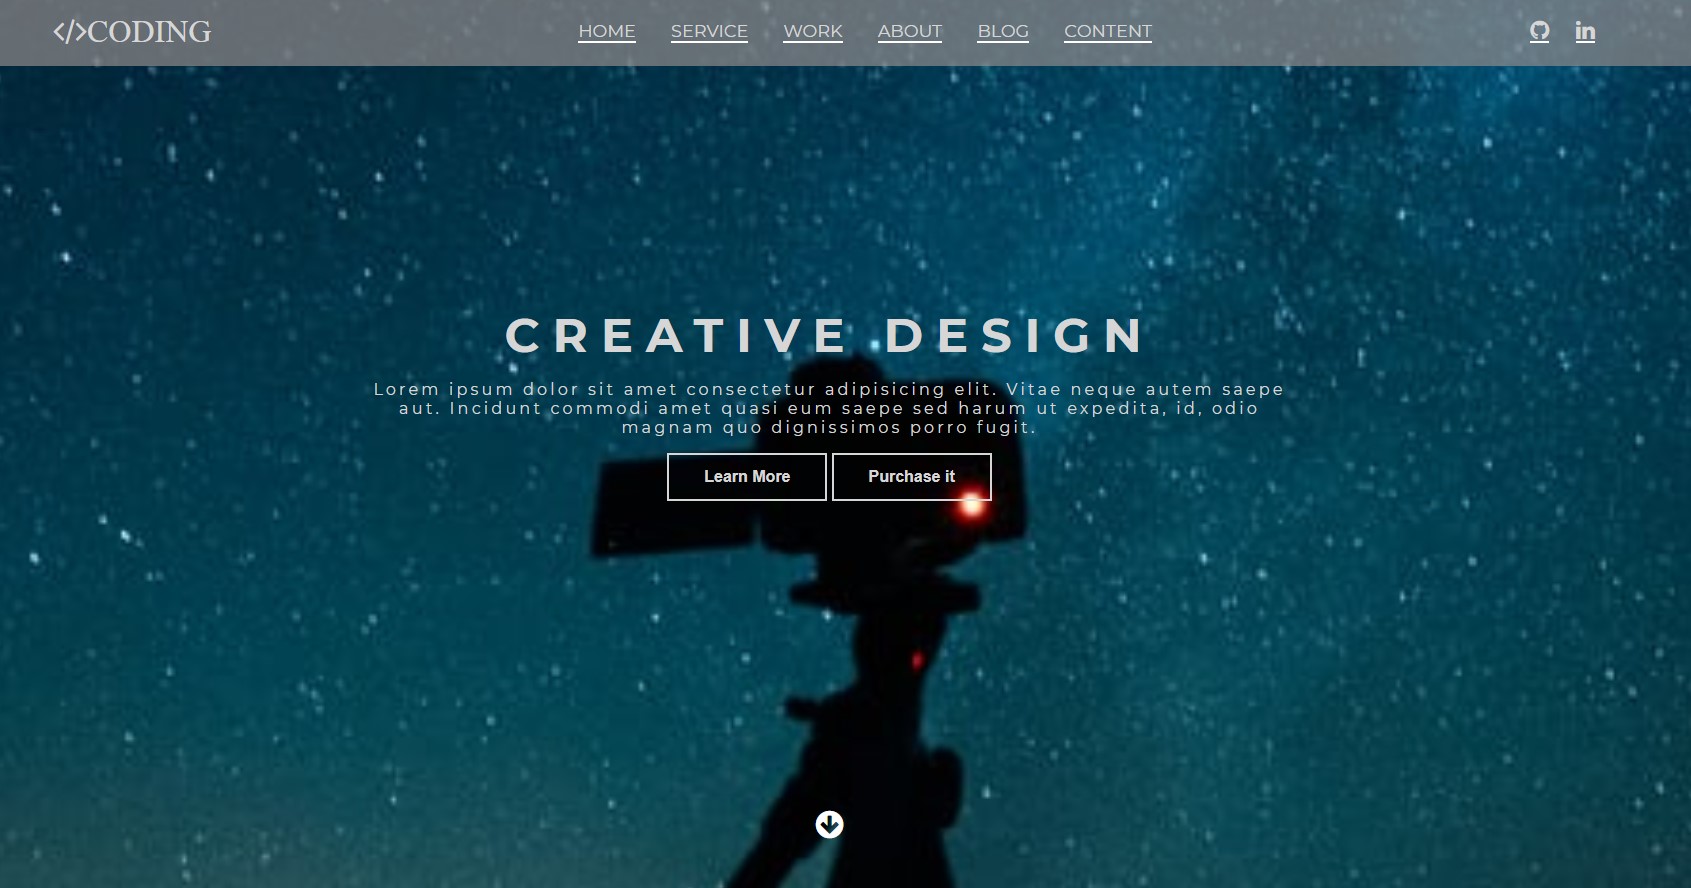 </>CODING
HOME SERVICE WORK ABOUT BLOG CONTENT
CREATIVE DESIGN
Lorem ipsum dolor sit amet consectetur adipisicing elit. Vitae neque autem saepe
aut. Incidunt commodi amet quasi eum saepe sed harum ut expedita, id, odio
magnam quo dignissimos porro fugit.
Learn More Purchase it